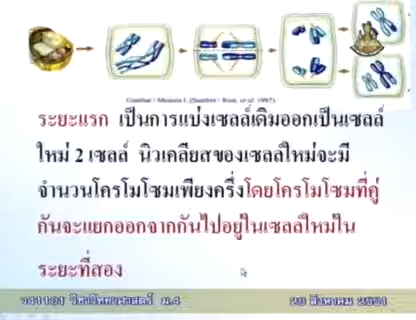 ระยะแรก เป็นการแบ่งเซลล์เดิมออกเป็นเซลล์
ใหม่ 2 เซลล์ นิวเคลียสของเซลล์ใหม่จะมี
จำนวนโครโมโซมเพียงครึ่งโดยโครโมโซมที่คู่
กันจะแยกออกจากกันไปอยู่ในเซลล์ใหม่ใน
ระยะที่สอง
ว41101 วิชาวิทยาศาสตร์ ม.4
20 สิงหาคม 2551